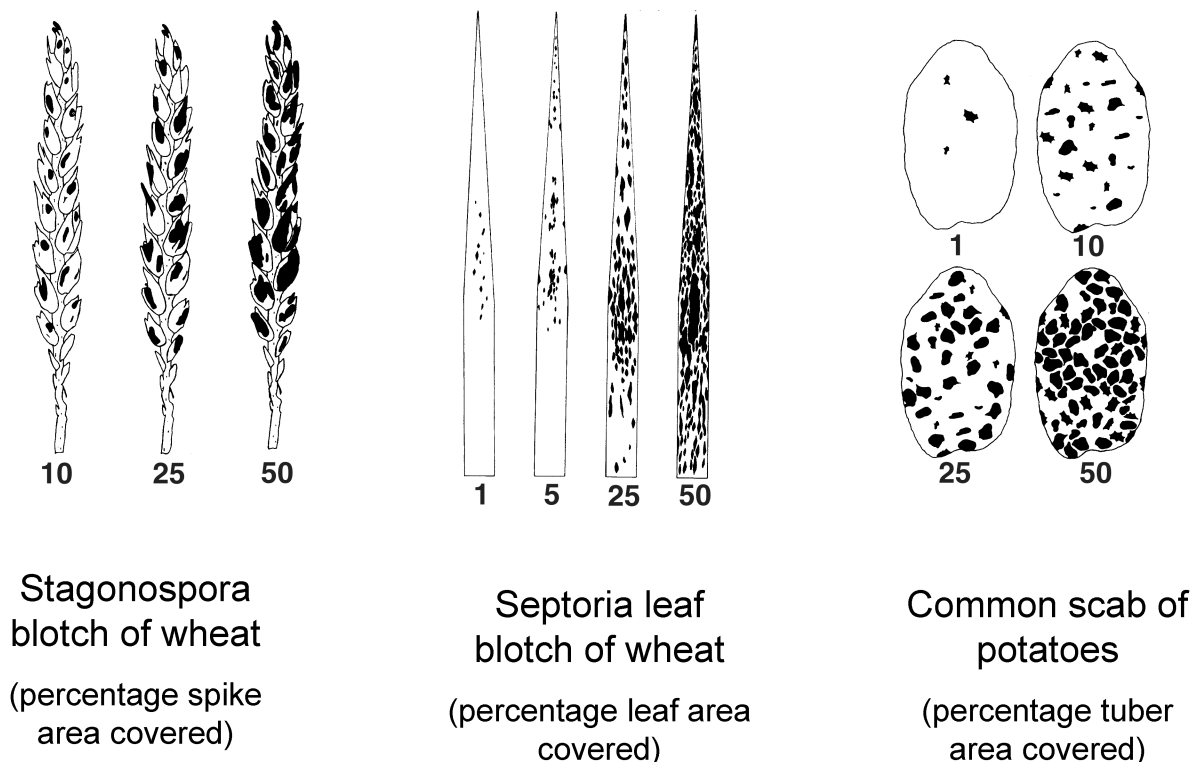 10 25 50
Stagonospora
blotch of wheat
(percentage spike
area covered)
1 5 25 50
Septoria leaf
blotch of wheat
(percentage leaf area
covered)
1 10
25 50
Common scab of
potatoes
(percentage tuber
area covered)